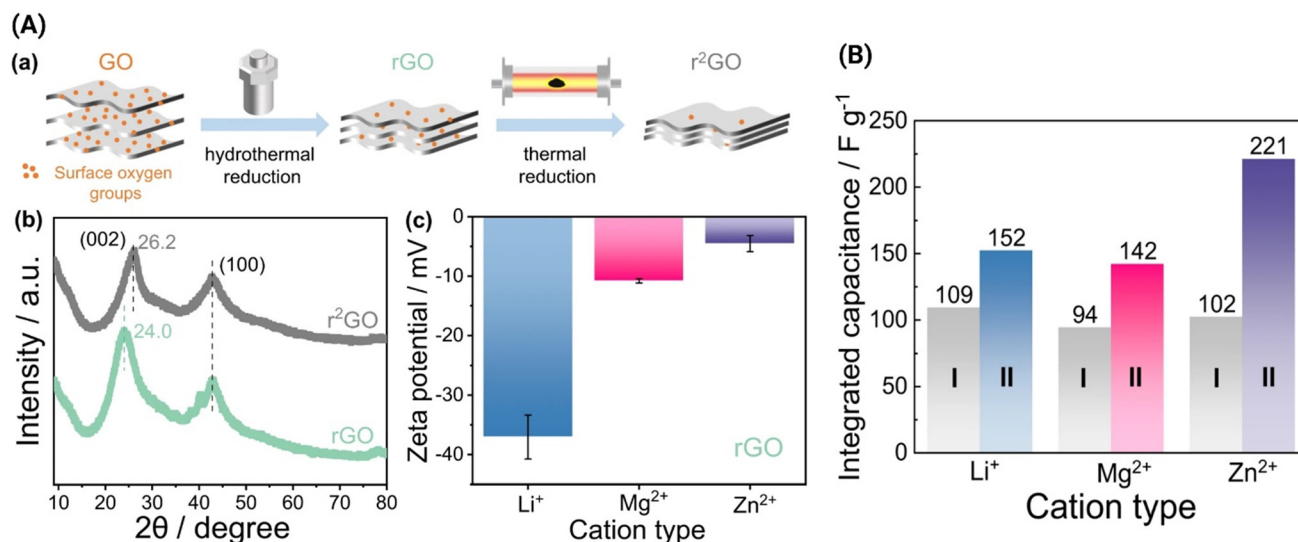 (A)
(a)
GO
rGO
r²GO
hydrothermal
reduction
thermal
reduction
Surface oxygen
groups
(b)
(002)
26.2
(100)
r²GO
24.0
rGO
Intensity / a.u.
10 20 30 40 50 60 70 80
2θ / degree
(c)
0
-10
-20
-30
-40
Zeta potential / mV
rGO
Li⁺ Mg²⁺ Zn²⁺
Cation type
(B)
Integrated capacitance / F g⁻¹
250
200
150
100
50
0
109 152 94 142 102 221
I II I II I II
Li⁺ Mg²⁺ Zn²⁺
Cation type